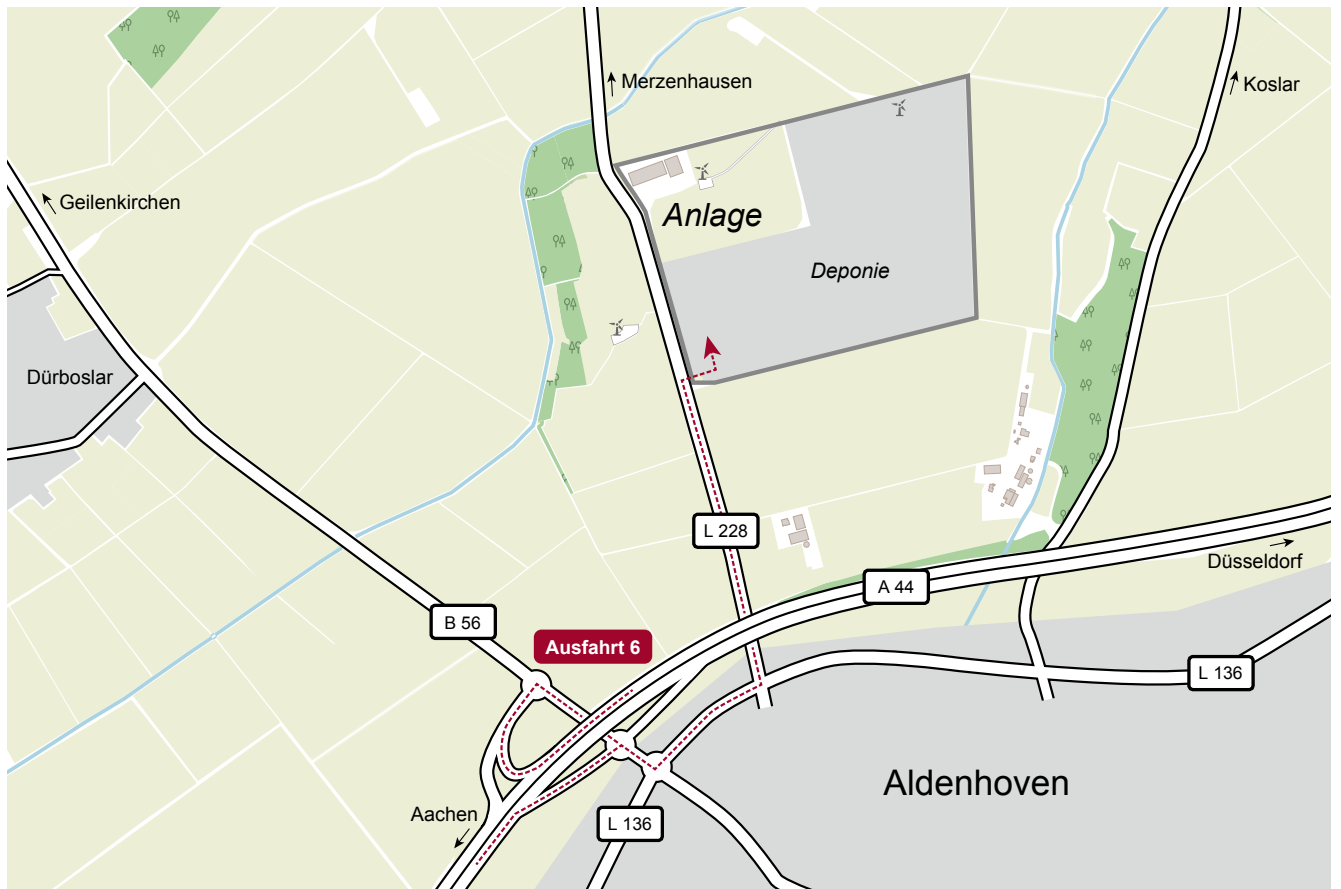 Merzenhausen
Koslar
Geilenkirchen
Anlage
Deponie
Dürboslar
L 228
Düsseldorf
A 44
B 56
Ausfahrt 6
L 136
Aldenhoven
Aachen
L 136